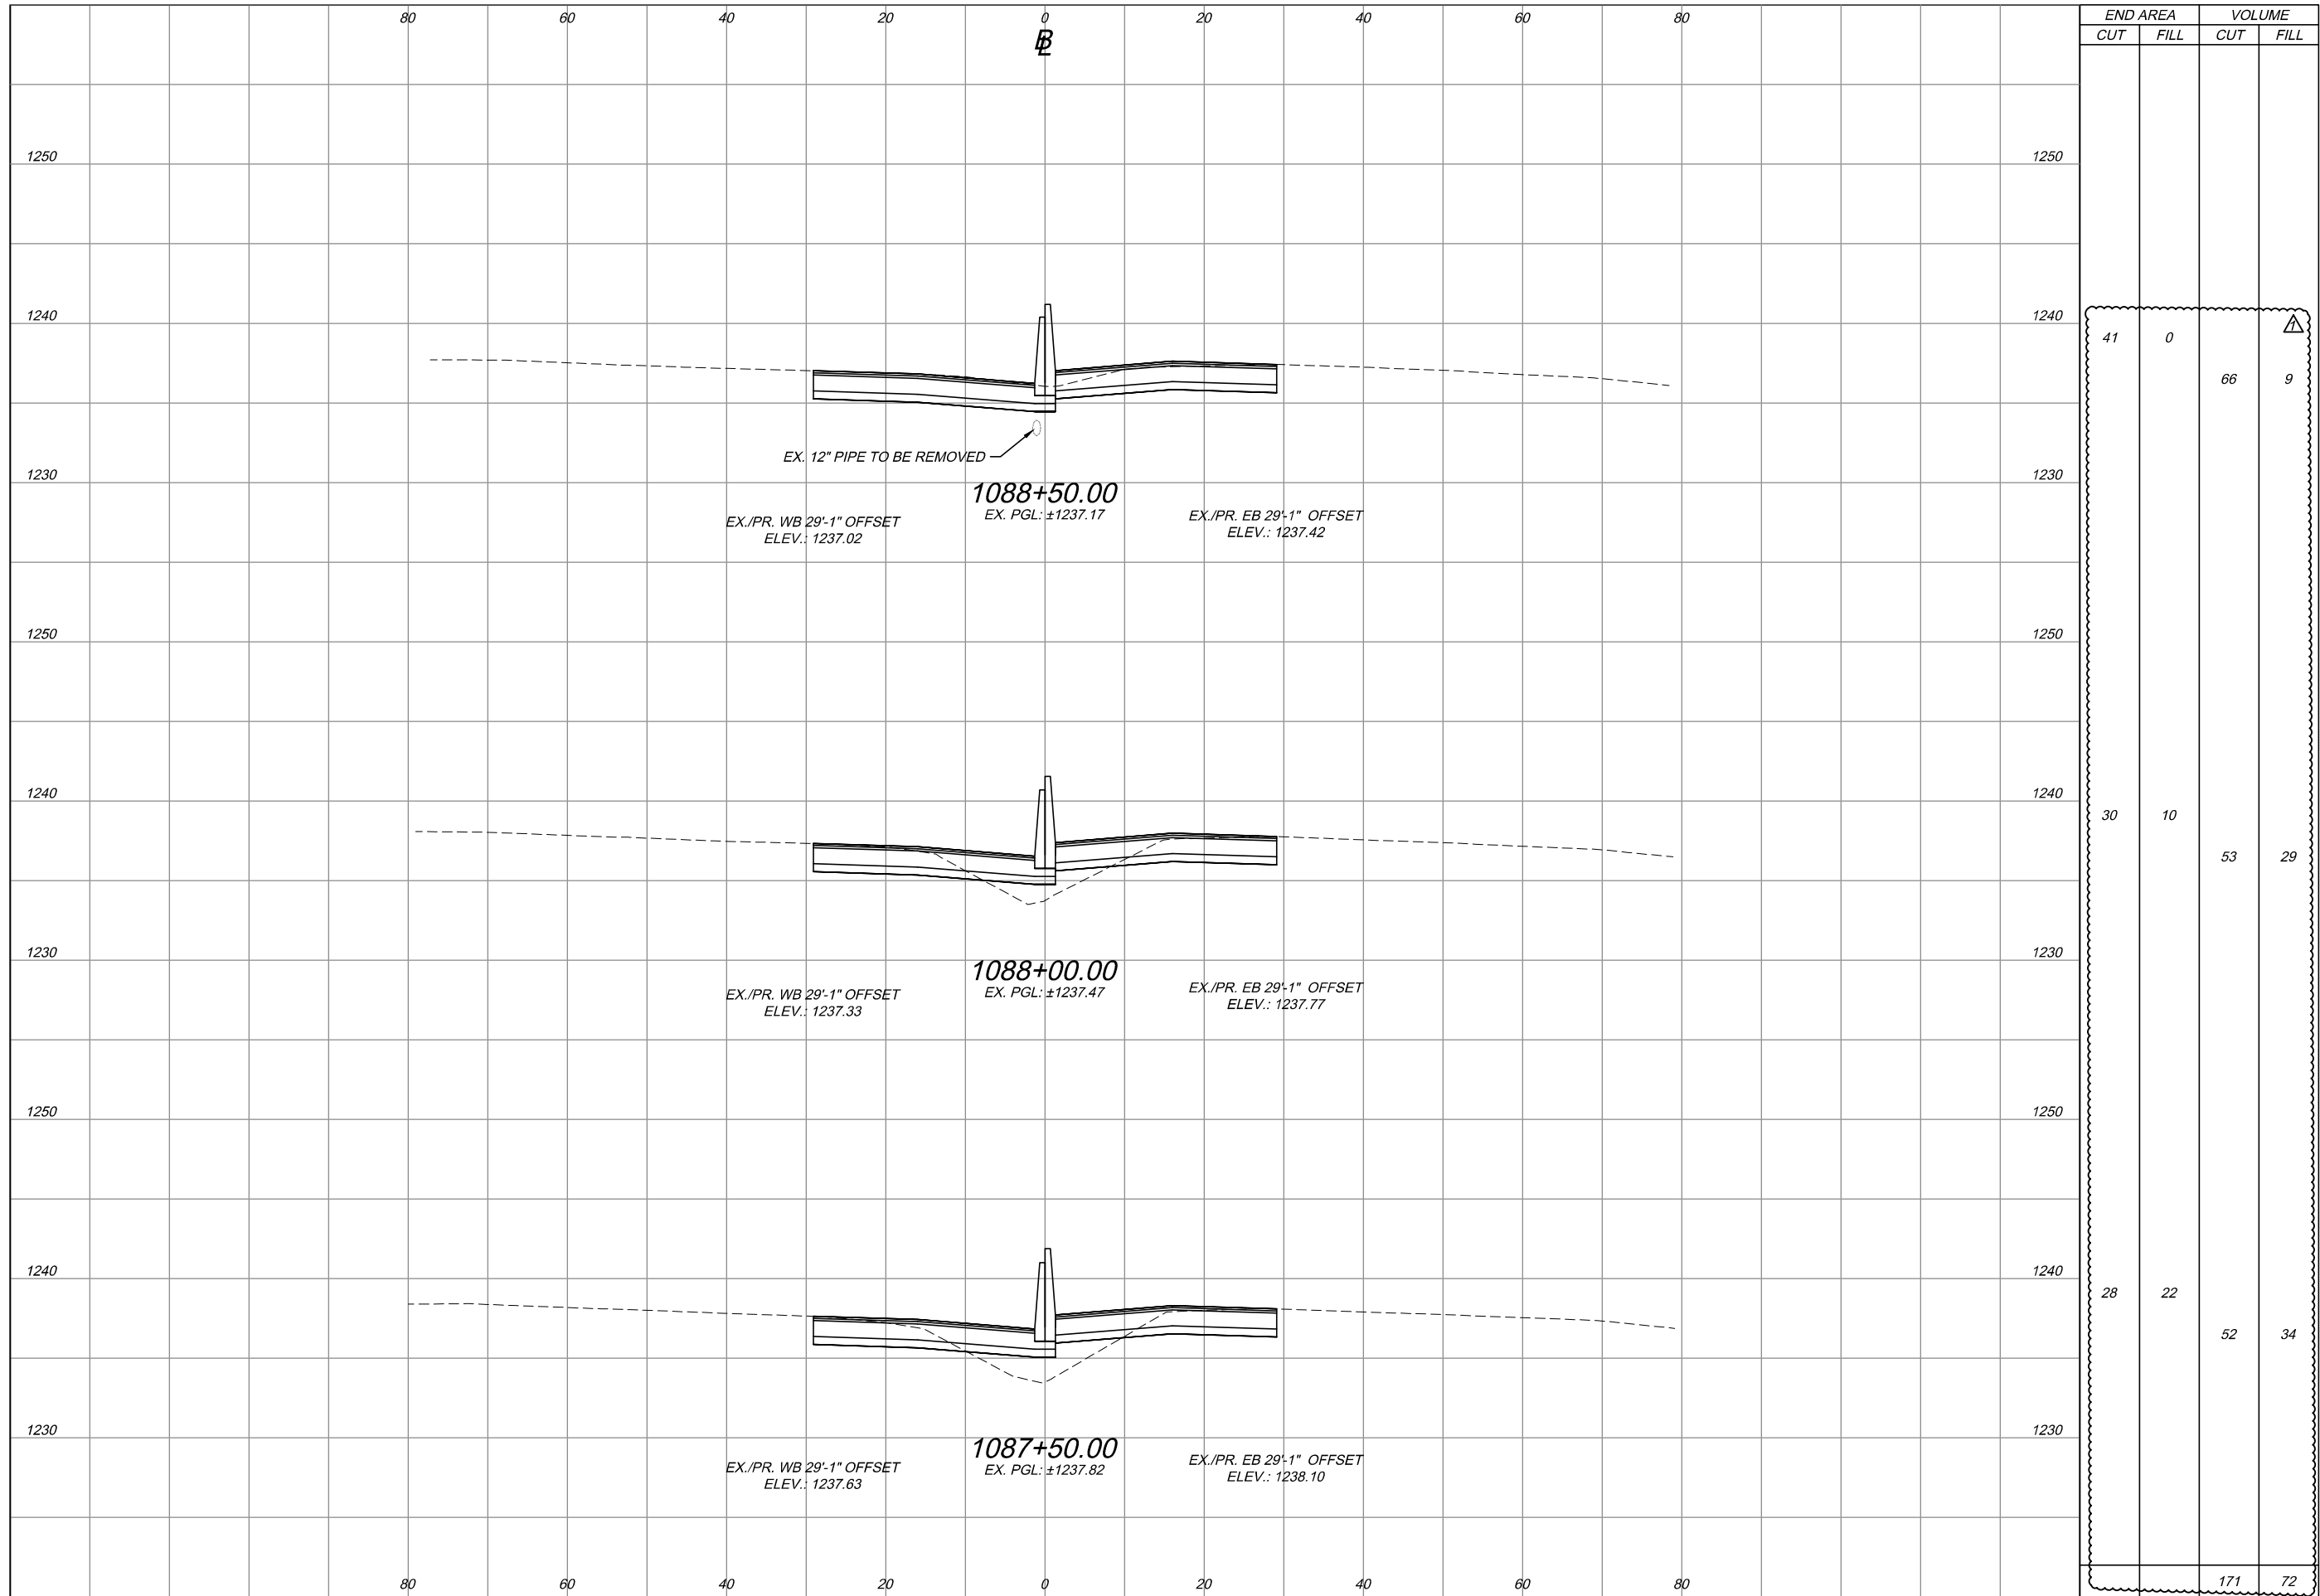 80 60 20 0 20 40 60 80
40
BL
END AREA VOLUME
CUT FILL CUT FILL
1250 1250
1240 1240
1
41 0
66 9
EX. 12" PIPE TO BE REMOVED
1230 1230
1088+50.00
EX. PGL: ±1237.17
EX./PR. WB 29'-1" OFFSET
ELEV.: 1237.02
EX./PR. EB 29'-1" OFFSET
ELEV.: 1237.42
1250 1250
1240 1240
30 10
53 29
1230 1230
1088+00.00
EX. PGL: ±1237.47
EX./PR. WB 29'-1" OFFSET
ELEV.: 1237.33
EX./PR. EB 29'-1" OFFSET
ELEV.: 1237.77
1250 1250
1240 1240
28 22
52 34
1230 1230
1087+50.00
EX. PGL: ±1237.82
EX./PR. WB 29'-1" OFFSET
ELEV.: 1237.63
EX./PR. EB 29'-1" OFFSET
ELEV.: 1238.10
80 60 40 20 0 20 40 60 80
171 72